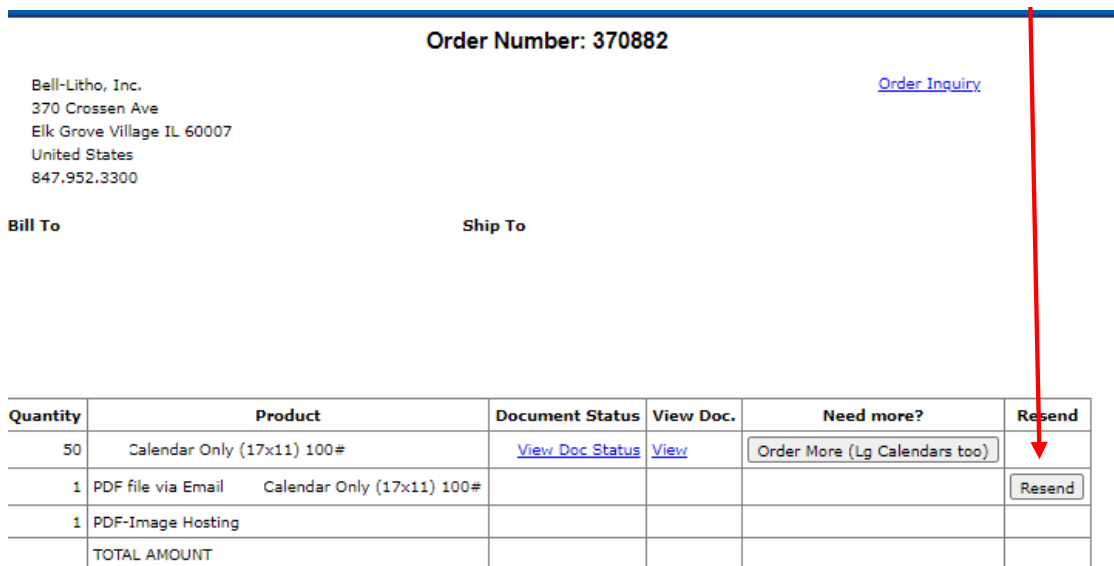 Order Number: 370882
Bell-Litho, Inc. Order Inquiry
370 Crossen Ave
Elk Grove Village IL 60007
United States
847.952.3300
Bill To Ship To
Quantity Product Document Status View Doc. Need more? Resend
50 Calendar Only (17x11) 100# View Doc Status View Order More (Lg Calendars too)
1 PDF file via Email Calendar Only (17x11) 100# Resend
1 PDF-Image Hosting
TOTAL AMOUNT